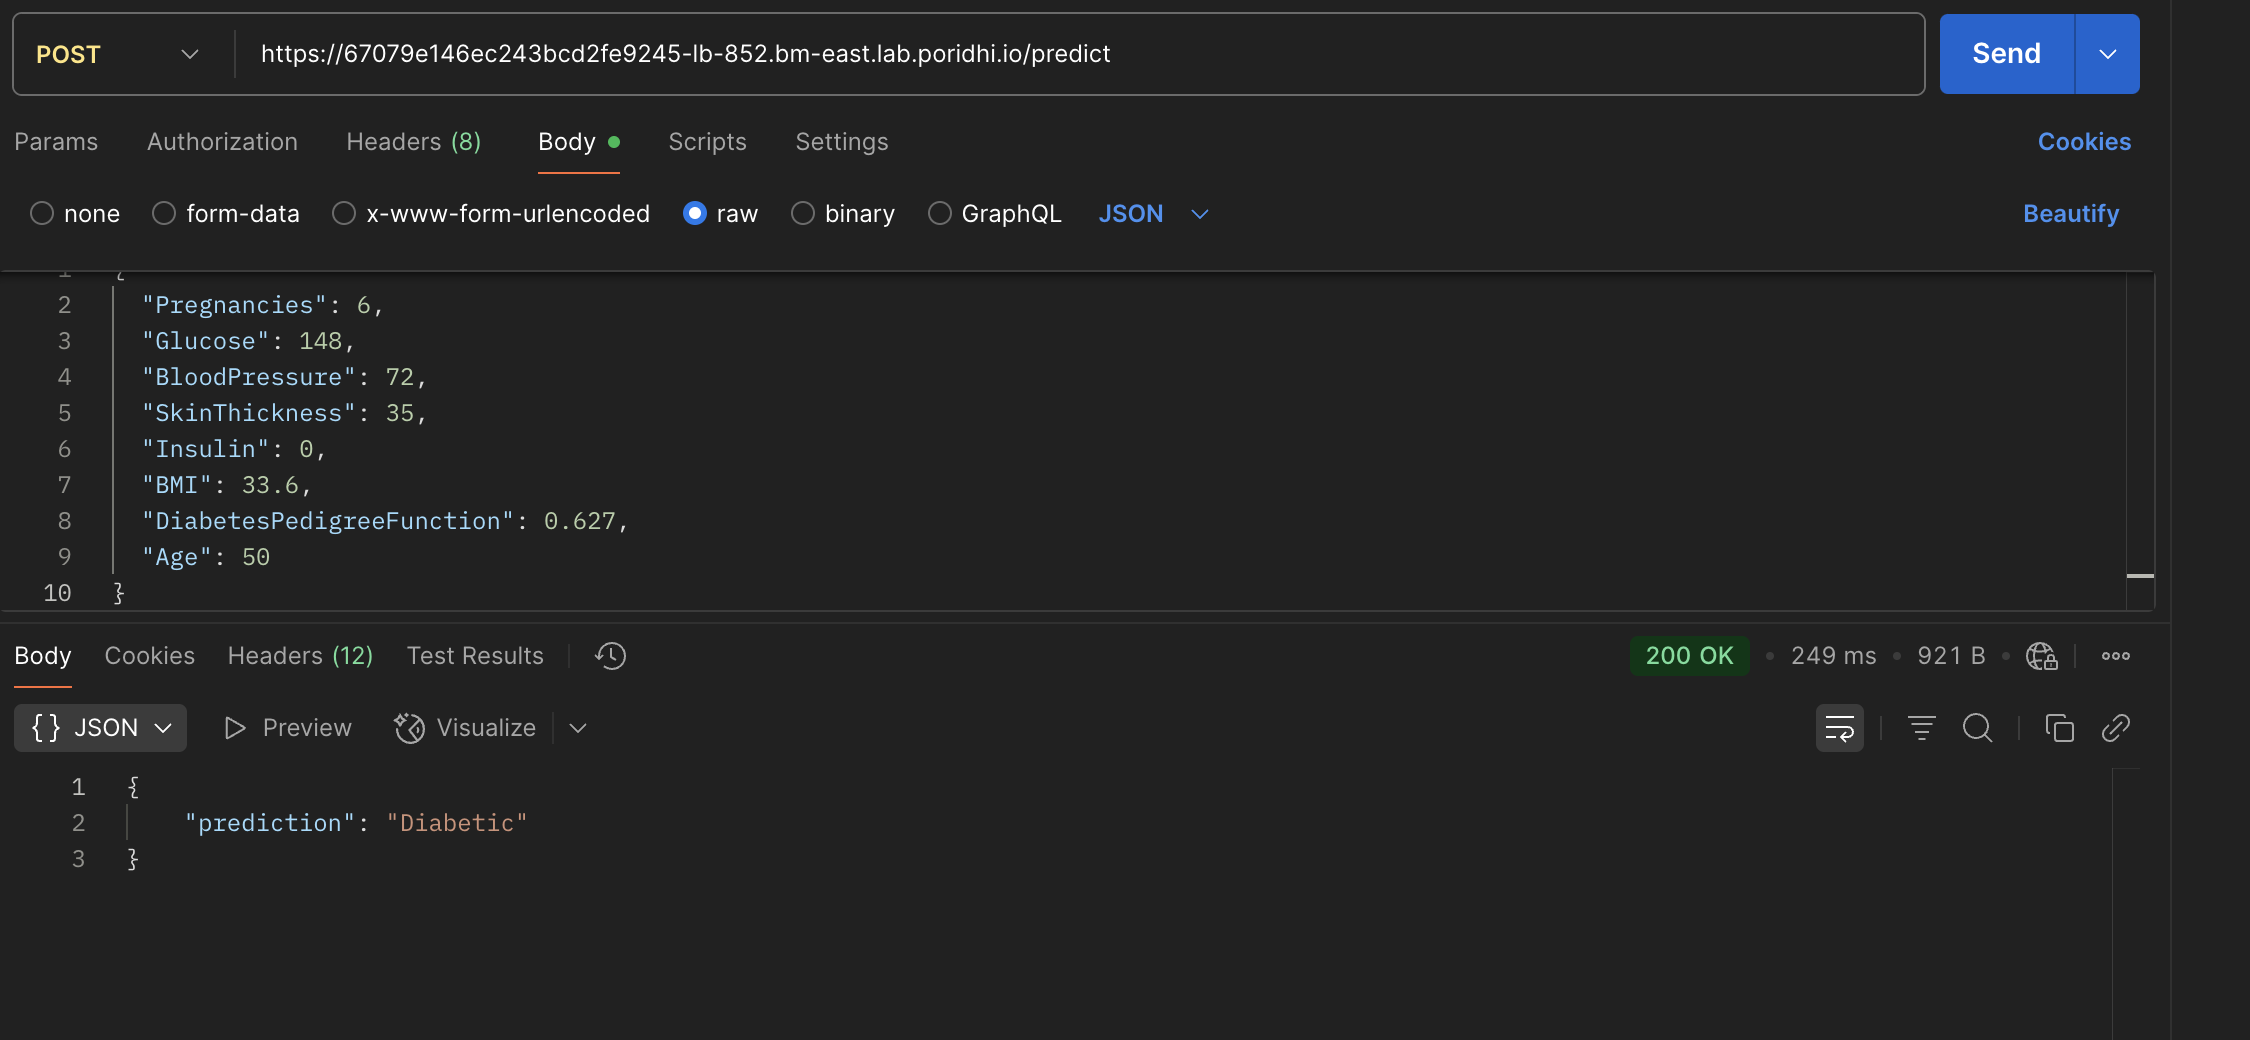 POST https://67079e146ec243bcd2fe9245-lb-852.bm-east.lab.poridhi.io/predict Send
Params Authorization Headers (8) Body Scripts Settings Cookies
none form-data x-www-form-urlencoded raw binary GraphQL JSON Beautify
1 {
2 "Pregnancies": 6,
3 "Glucose": 148,
4 "BloodPressure": 72,
5 "SkinThickness": 35,
6 "Insulin": 0,
7 "BMI": 33.6,
8 "DiabetesPedigreeFunction": 0.627,
9 "Age": 50
10 }
Body Cookies Headers (12) Test Results 200 OK • 249 ms • 921 B •
{} JSON Preview Visualize
1 {
2 "prediction": "Diabetic"
3 }